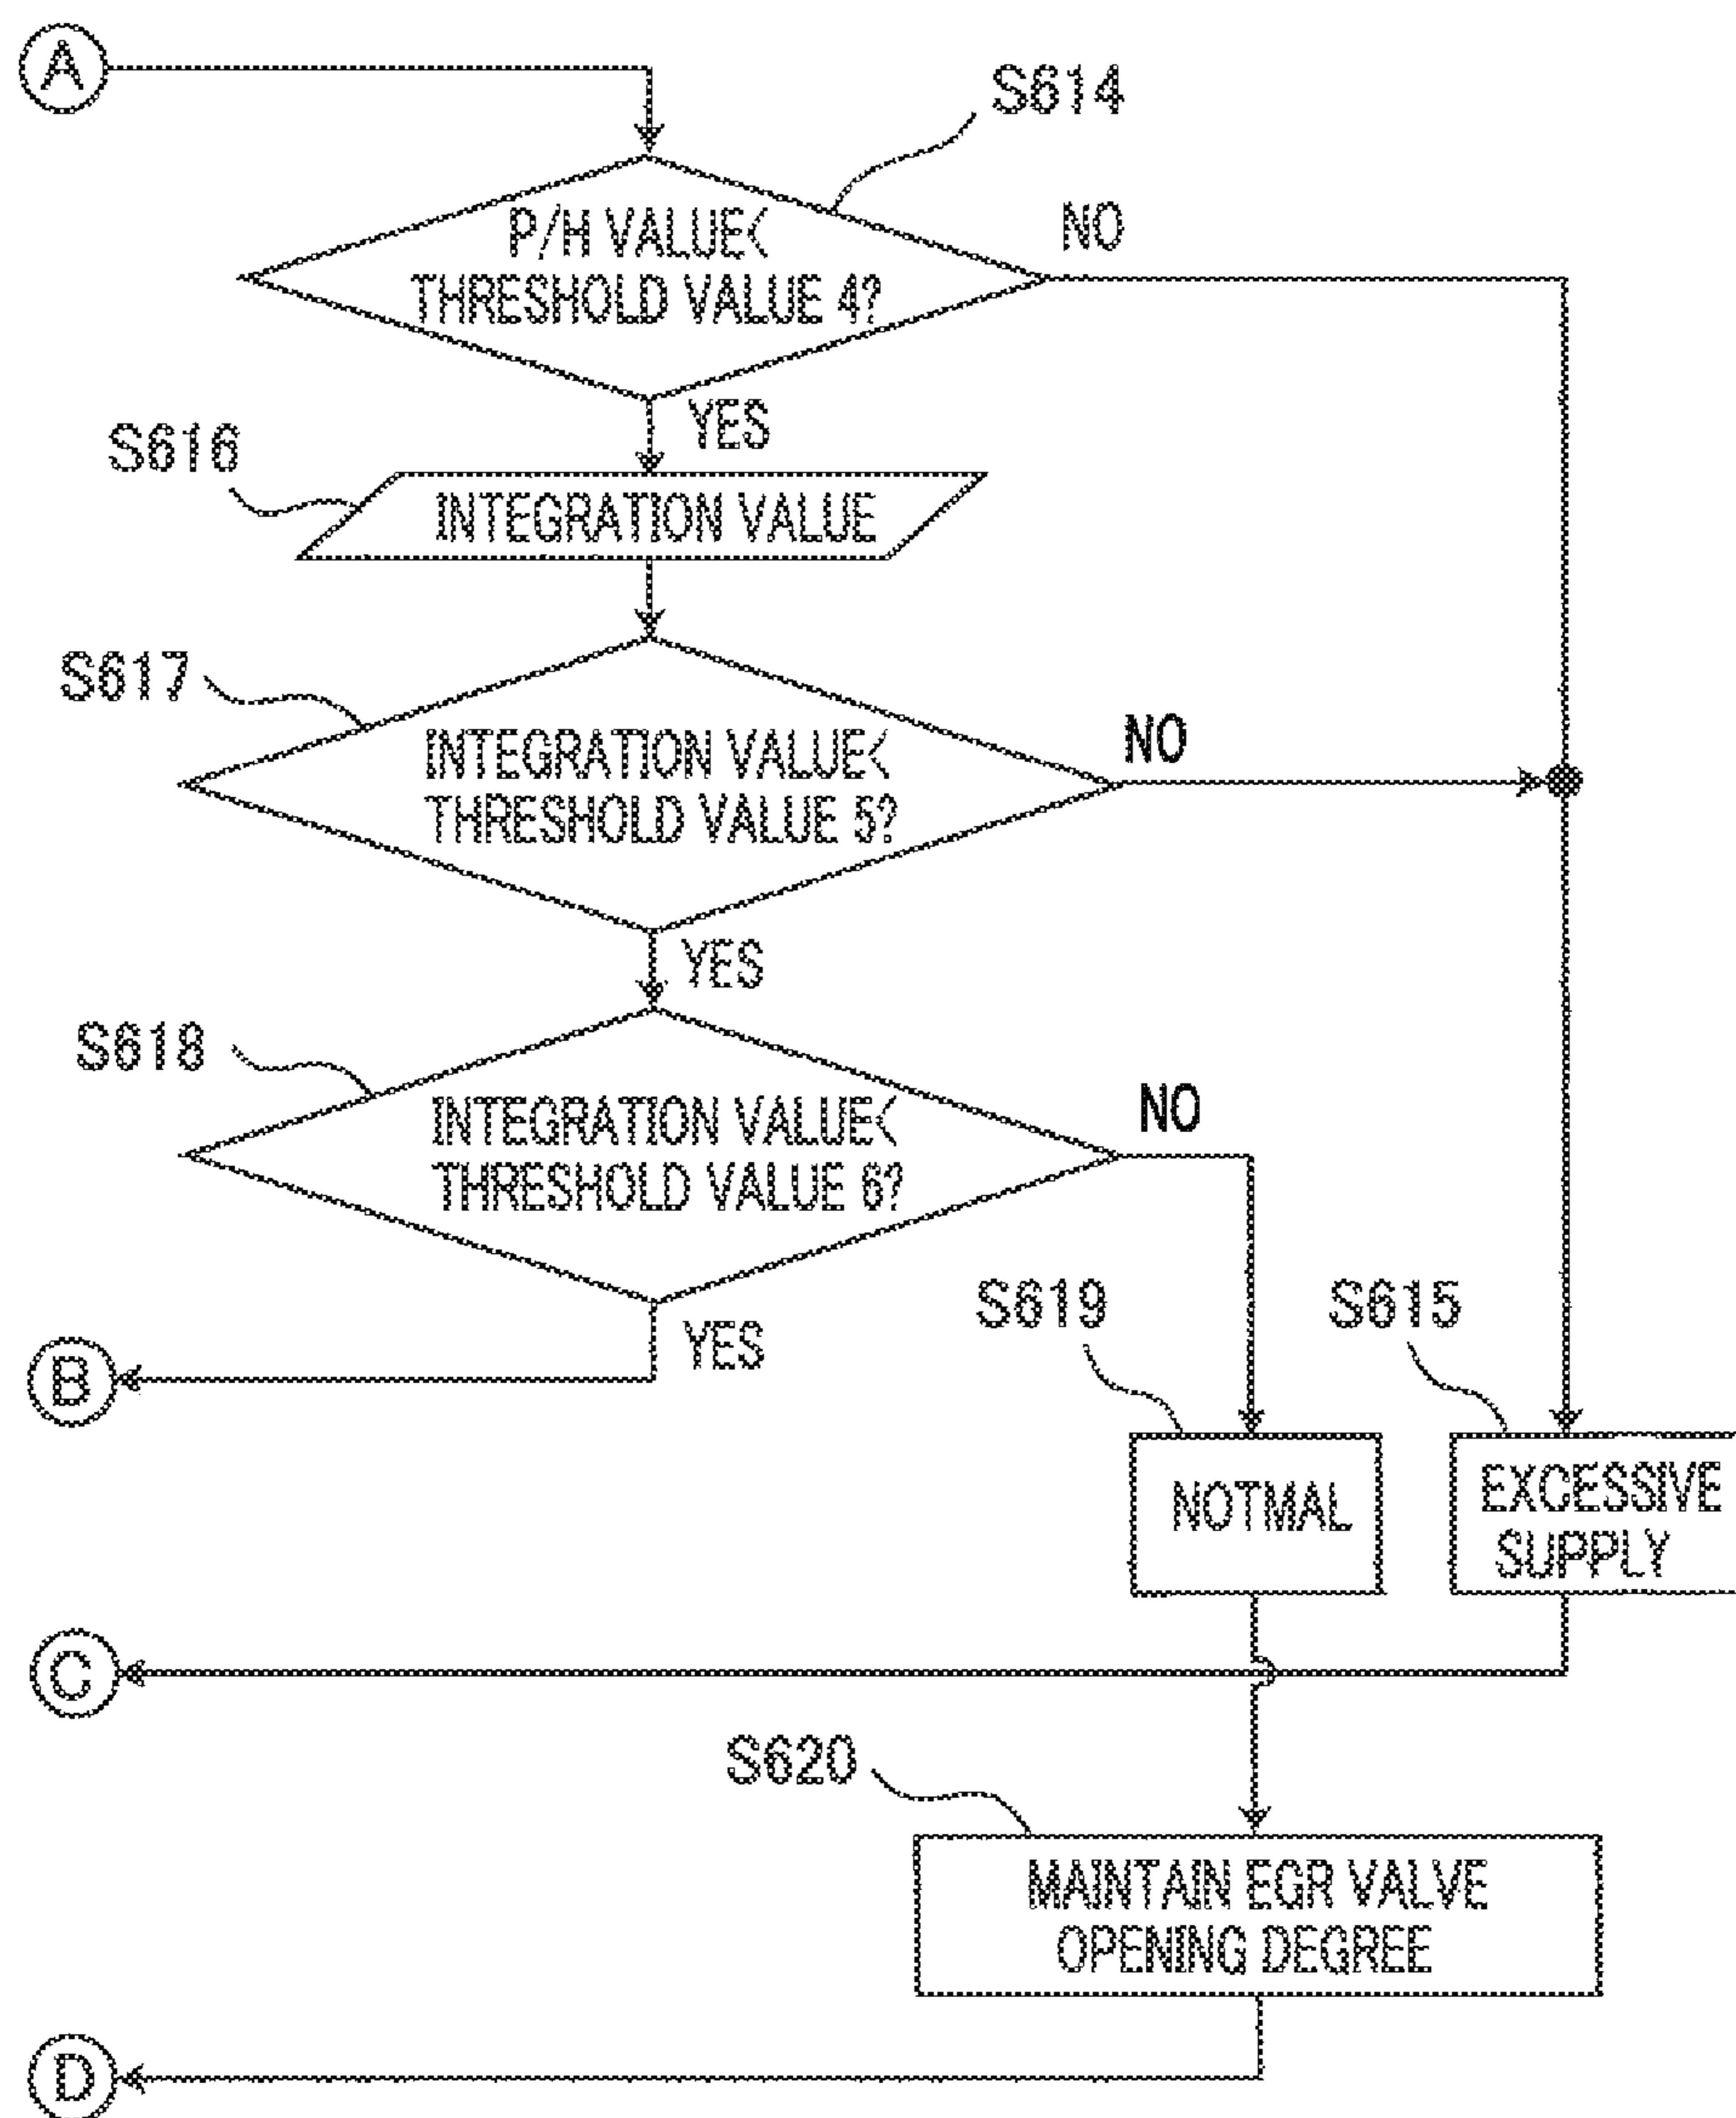 A
S614
P/H VALUE<
THRESHOLD VALUE 4?
NO
YES
S616
INTEGRATION VALUE
S617
INTEGRATION VALUE<
THRESHOLD VALUE 5?
NO
YES
S618
INTEGRATION VALUE<
THRESHOLD VALUE 6?
NO
YES
B
S619
S615
NOTMAL
EXCESSIVE
SUPPLY
C
S620
MAINTAIN EGR VALVE
OPENING DEGREE
D